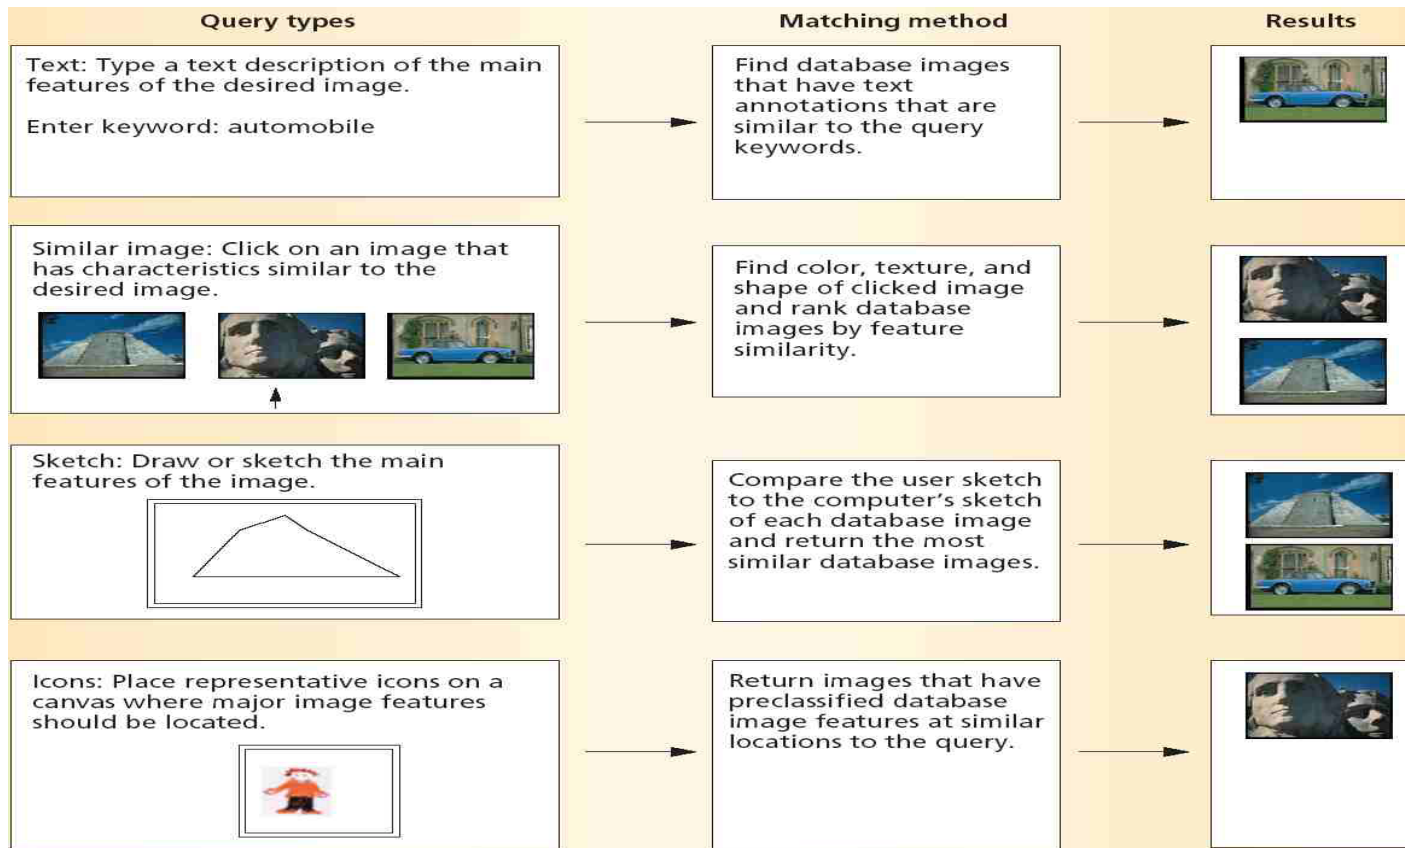 Query types
Matching method
Results
Text: Type a text description of the main
features of the desired image.
Enter keyword: automobile
Find database images
that have text
annotations that are
similar to the query
keywords.
Similar image: Click on an image that
has characteristics similar to the
desired image.
Find color, texture, and
shape of clicked image
and rank database
images by feature
similarity.
Sketch: Draw or sketch the main
features of the image.
Compare the user sketch
to the computer's sketch
of each database image
and return the most
similar database images.
Icons: Place representative icons on a
canvas where major image features
should be located.
Return images that have
preclassified database
image features at similar
locations to the query.